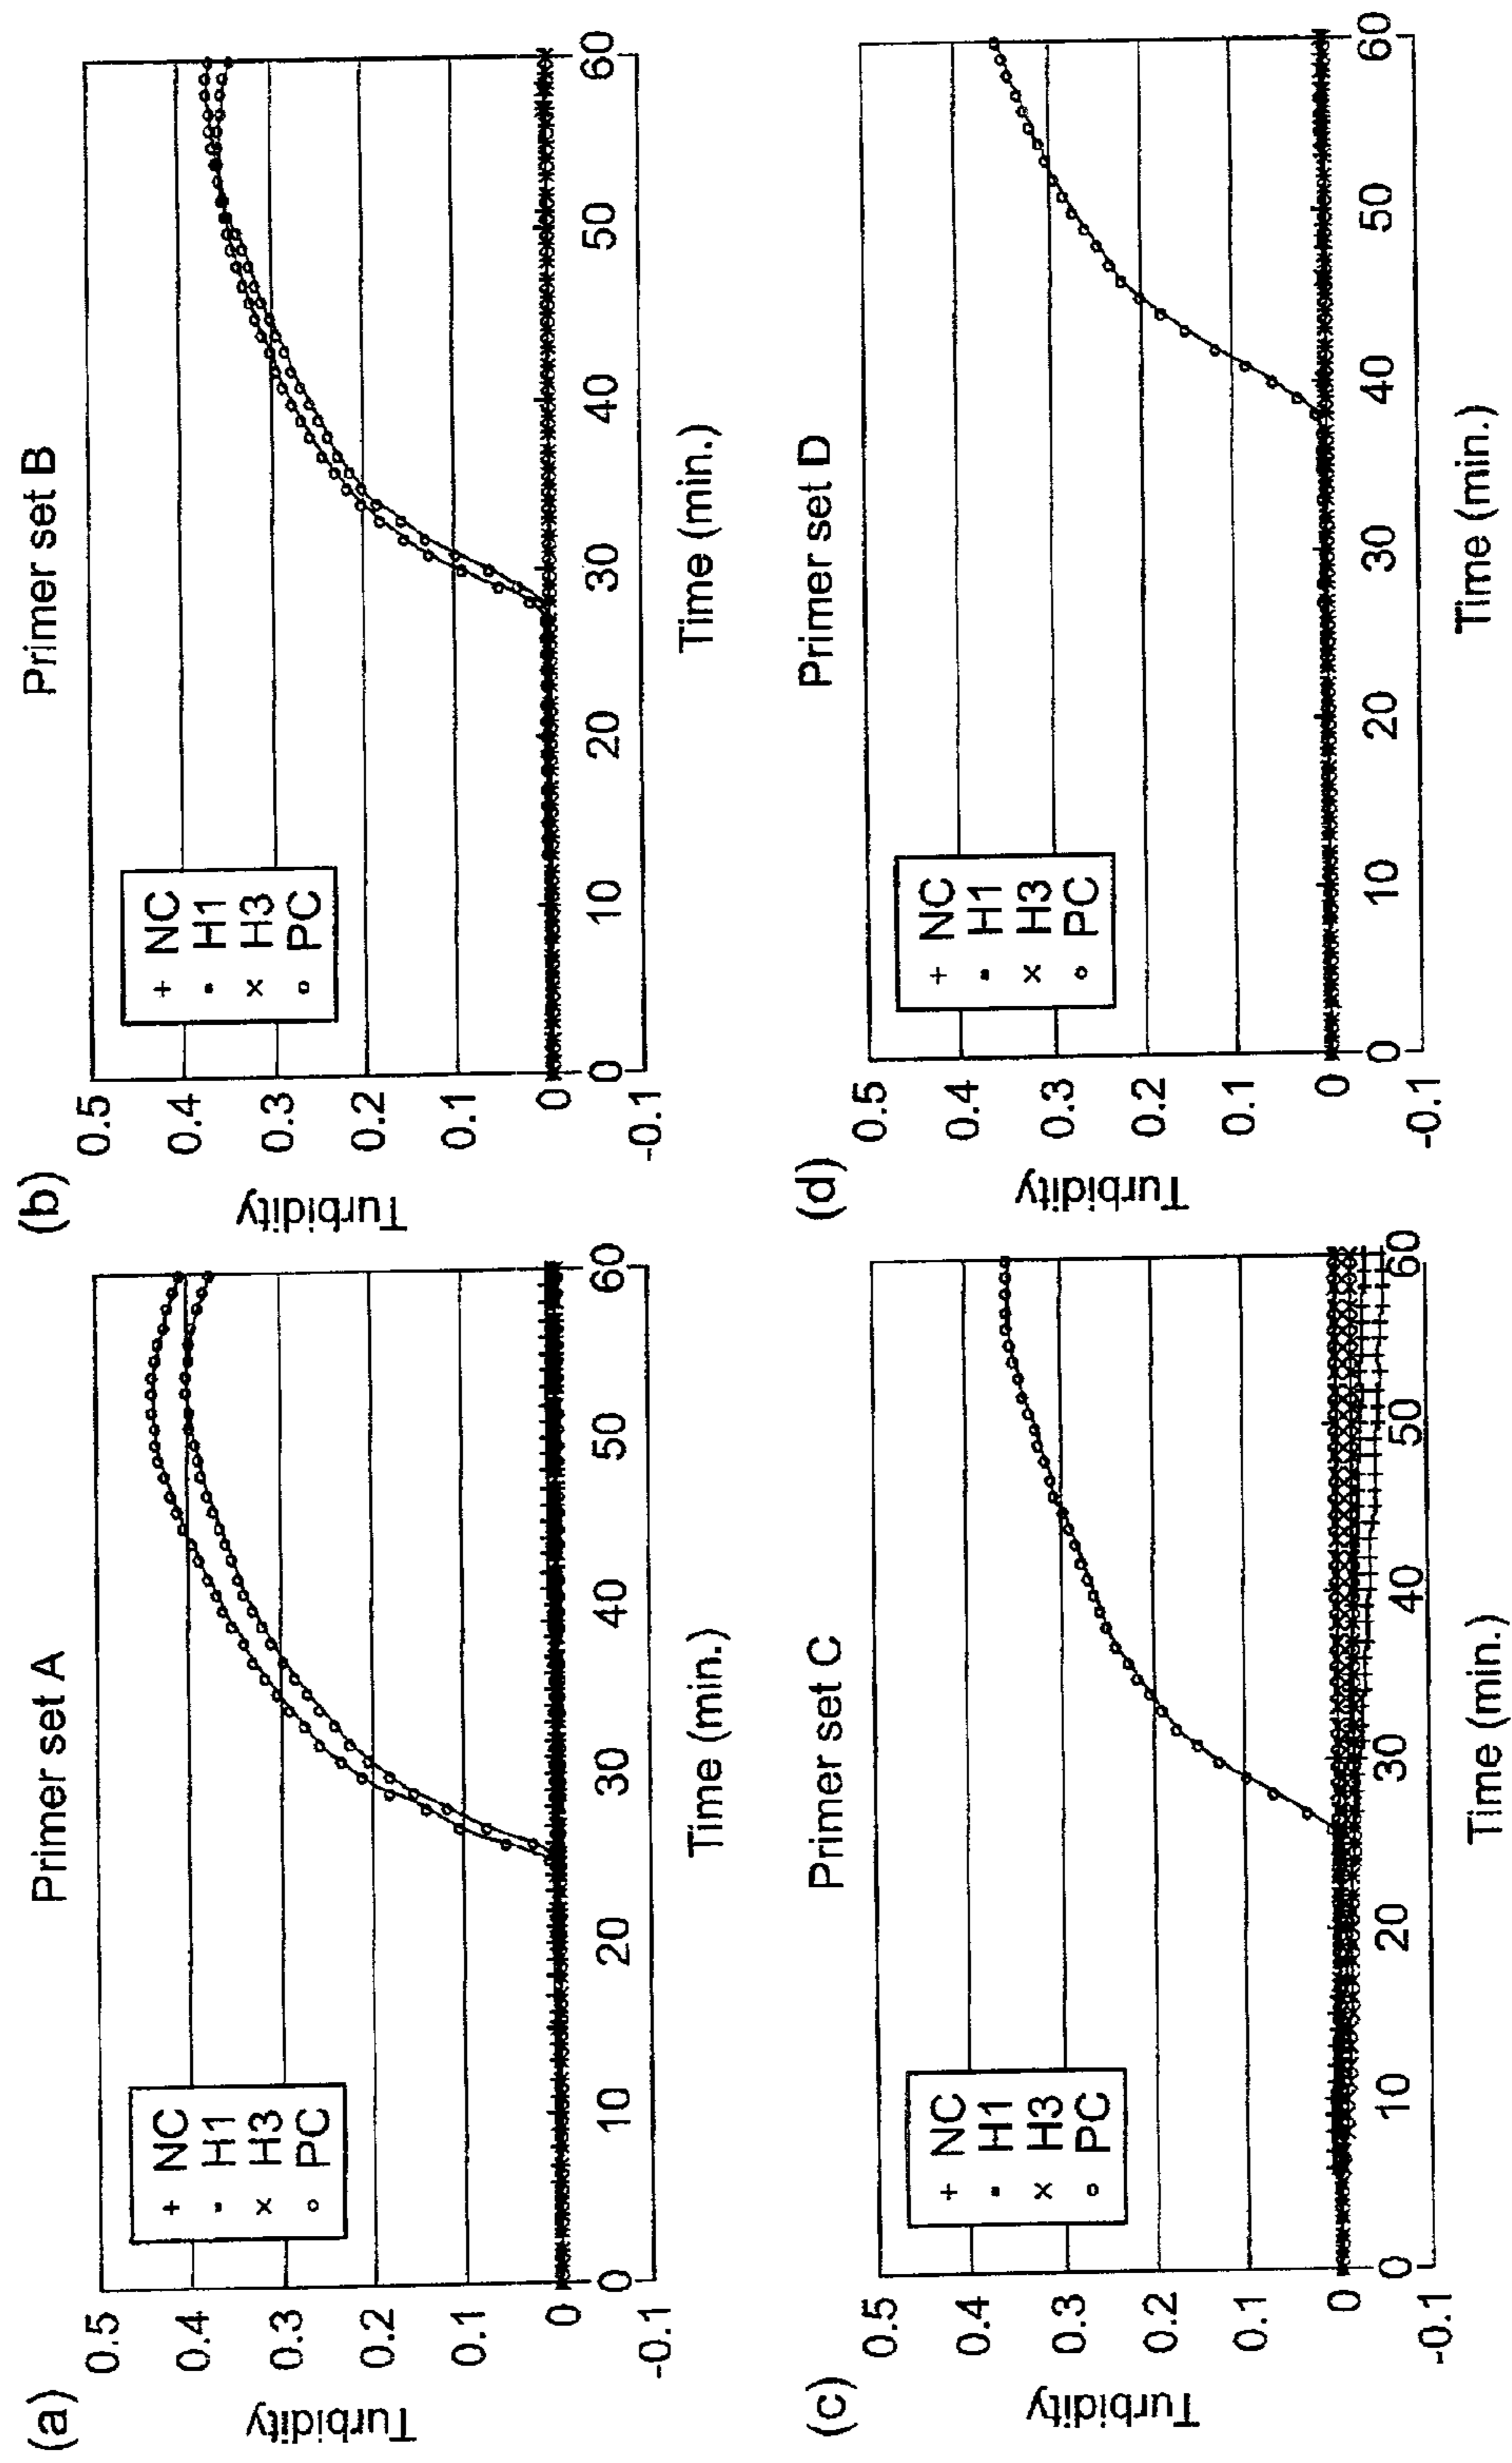 (a)
Primer set A
Turbidity
0.5
0.4
0.3
0.2
0.1
0
-0.1
+ NC
▪ H1
× H3
○ PC
0 10 20 30 40 50 60
Time (min.)
(b)
Primer set B
Turbidity
0.5
0.4
0.3
0.2
0.1
0
-0.1
+ NC
▪ H1
× H3
○ PC
0 10 20 30 40 50 60
Time (min.)
(c)
Primer set C
Turbidity
0.5
0.4
0.3
0.2
0.1
0
-0.1
+ NC
▪ H1
× H3
○ PC
0 10 20 30 40 50 60
Time (min.)
(d)
Primer set D
Turbidity
0.5
0.4
0.3
0.2
0.1
0
-0.1
+ NC
▪ H1
× H3
○ PC
0 10 20 30 40 50 60
Time (min.)